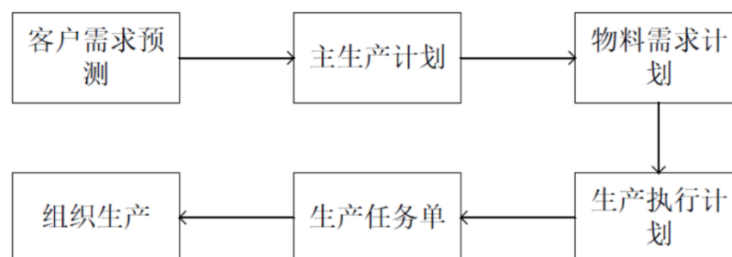 客户需求预
测
主生产计划
物料需求计
划
生产执行计
划
生产任务单
组织生产